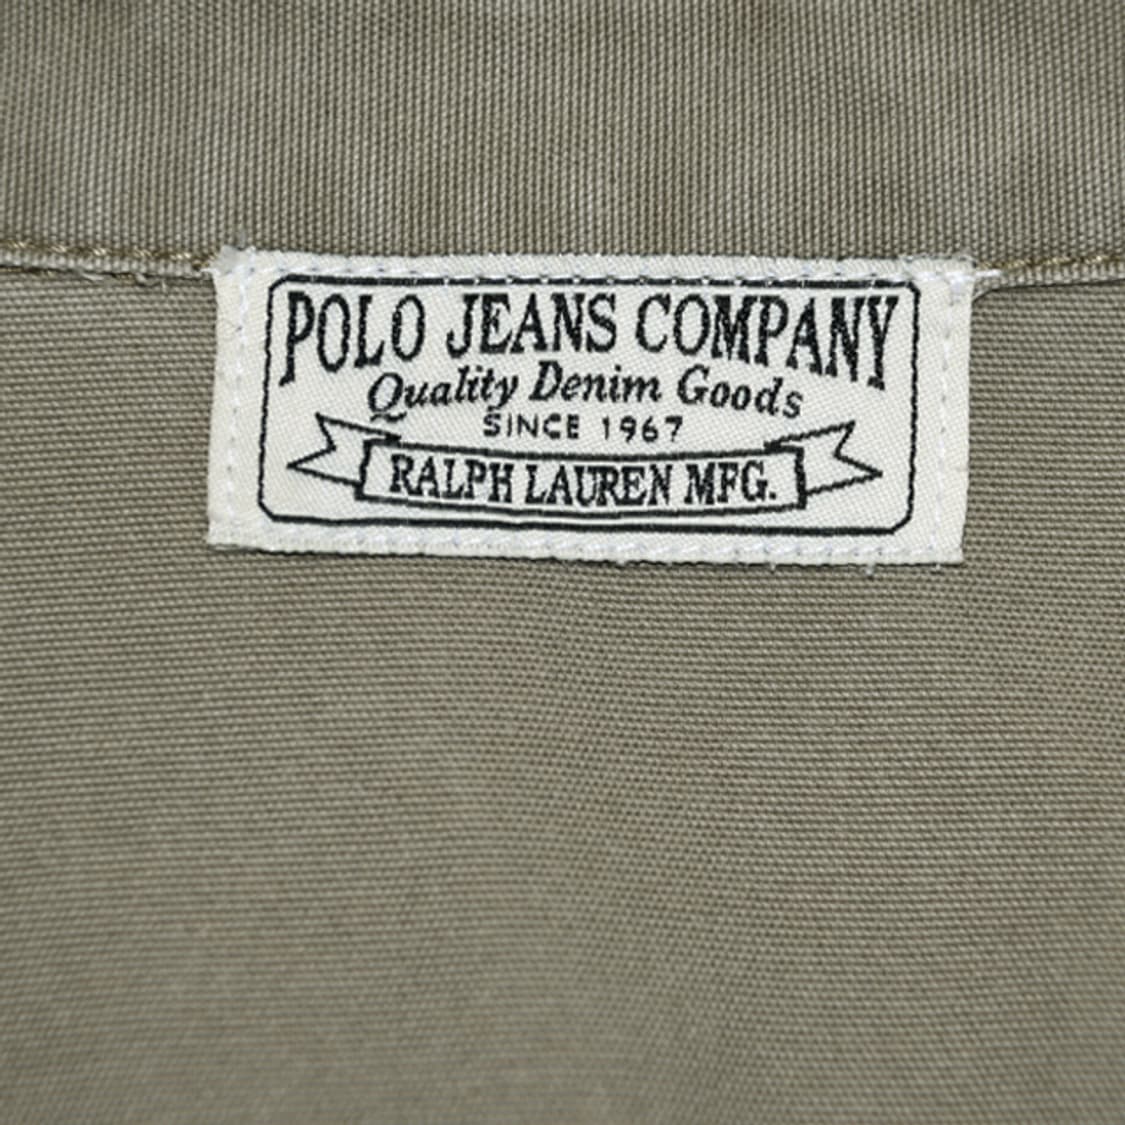 POLO JEANS COMPANY
Quality Denim Goods
SINCE 1967
RALPH LAUREN MFG.